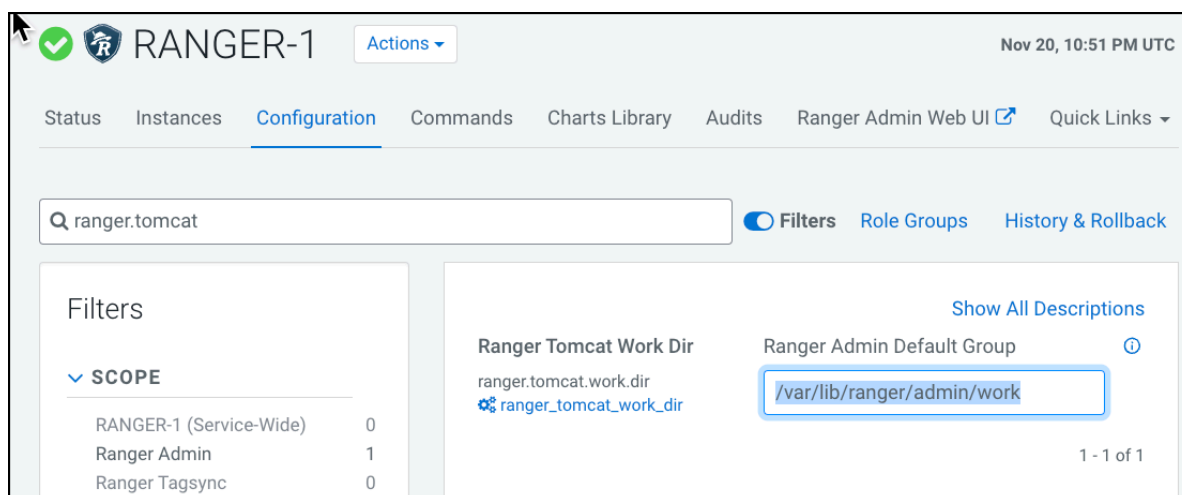 RANGER-1 Actions
Nov 20, 10:51 PM UTC
Status Instances Configuration Commands Charts Library Audits Ranger Admin Web UI Quick Links
ranger.tomcat
Filters Role Groups History & Rollback
Filters
SCOPE
RANGER-1 (Service-Wide) 0
Ranger Admin 1
Ranger Tagsync 0
Show All Descriptions
Ranger Tomcat Work Dir
ranger.tomcat.work.dir
ranger_tomcat_work_dir
Ranger Admin Default Group
/var/lib/ranger/admin/work
1 - 1 of 1